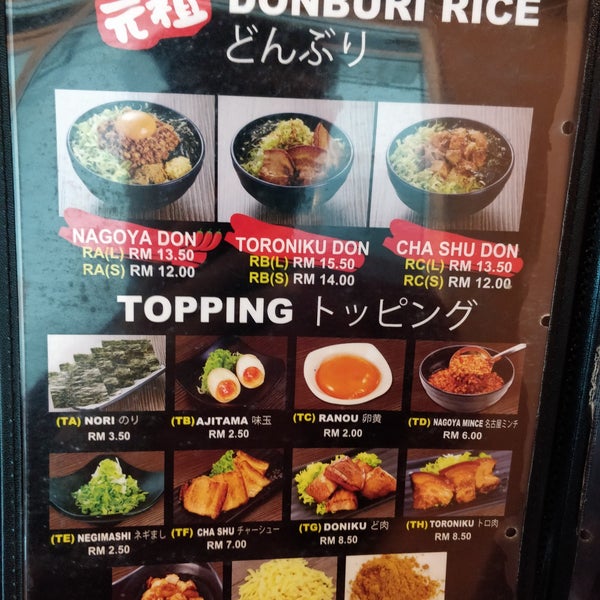 元祖
DONBURI RICE
どんぶり
NAGOYA DON
RA(L) RM 13.50
RA(S) RM 12.00
TORONIKU DON
RB(L) RM 15.50
RB(S) RM 14.00
CHA SHU DON
RC(L) RM 13.50
RC(S) RM 12.00
TOPPING トッピング
(TA) NORI のり
RM 3.50
(TB) AJITAMA 味玉
RM 2.50
(TC) RANOU 卵黄
RM 2.00
(TD) NAGOYA MINCE 名古屋ミンチ
RM 6.00
(TE) NEGIMASHI ネギまし
RM 2.50
(TF) CHA SHU チャーシュー
RM 7.00
(TG) DONIKU ど肉
RM 8.50
(TH) TORONIKU トロ肉
RM 8.50